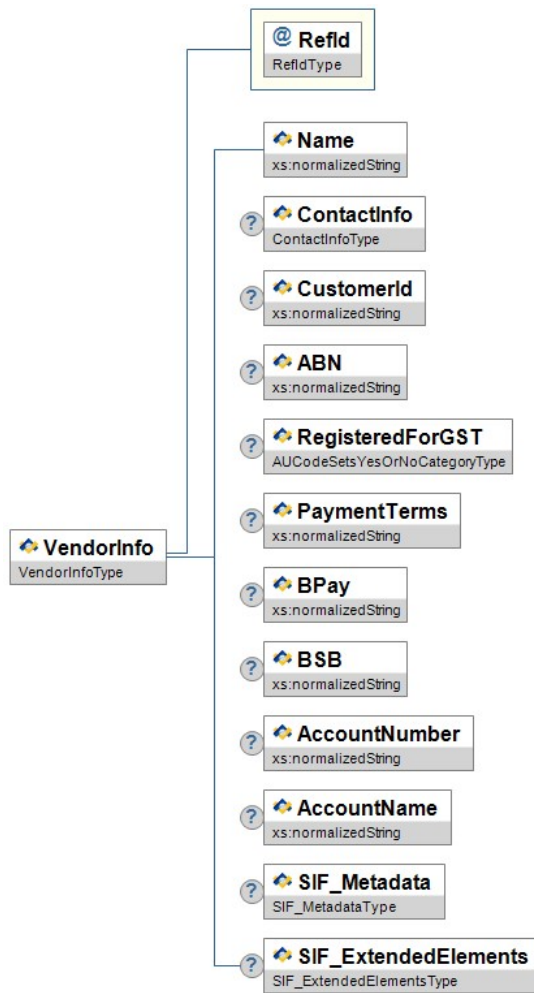 @ RefId
RefIdType
Name
xs:normalizedString
? ContactInfo
ContactInfoType
? CustomerId
xs:normalizedString
? ABN
xs:normalizedString
? RegisteredForGST
AUCodeSetsYesOrNoCategoryType
? PaymentTerms
xs:normalizedString
VendorInfo
VendorInfoType
? BPay
xs:normalizedString
? BSB
xs:normalizedString
? AccountNumber
xs:normalizedString
? AccountName
xs:normalizedString
? SIF_Metadata
SIF_MetadataType
? SIF_ExtendedElements
SIF_ExtendedElementsType